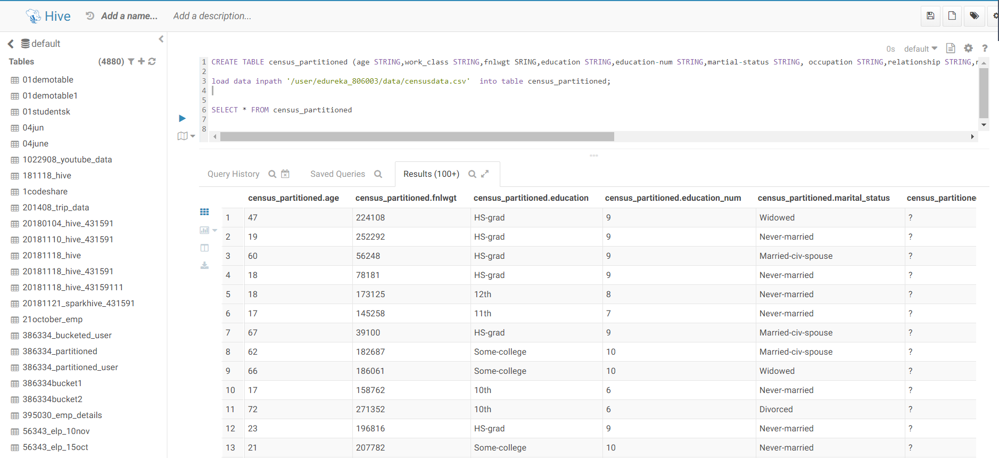 Hive Add a name... Add a description...
default
Tables (4880)
01demotable
01demotable1
01studentsk
04jun
04june
1022908_youtube_data
181118_hive
1codeshare
201408_trip_data
20180104_hive_431591
20181110_hive_431591
20181118_hive
20181118_hive_431591
20181118_hive_43159111
20181121_sparkhive_431591
21october_emp
386334_bucketed_user
386334_partitioned
386334_partitioned_user
386334bucket1
386334bucket2
395030_emp_details
56343_elp_10nov
56343_elp_15oct
0s default ?
1 CREATE TABLE census_partitioned (age STRING,work_class STRING,fnlwgt SRING,education STRING,education-num STRING,martial-status STRING, occupation STRING,relationship STRING,r
2
3 load data inpath '/user/edureka_806003/data/censusdata.csv'  into table census_partitioned;
4
5
6 SELECT * FROM census_partitioned
7
8
Query History Saved Queries Results (100+)
census_partitioned.age census_partitioned.fnlwgt census_partitioned.education census_partitioned.education_num census_partitioned.marital_status census_partitione
1 47 224108 HS-grad 9 Widowed ?
2 19 252292 HS-grad 9 Never-married ?
3 60 56248 HS-grad 9 Married-civ-spouse ?
4 18 78181 HS-grad 9 Never-married ?
5 18 173125 12th 8 Never-married ?
6 17 145258 11th 7 Never-married ?
7 67 39100 HS-grad 9 Married-civ-spouse ?
8 62 182687 Some-college 10 Married-civ-spouse ?
9 66 186061 Some-college 10 Widowed ?
10 17 158762 10th 6 Never-married ?
11 72 271352 10th 6 Divorced ?
12 23 196816 HS-grad 9 Never-married ?
13 21 207782 Some-college 10 Never-married ?